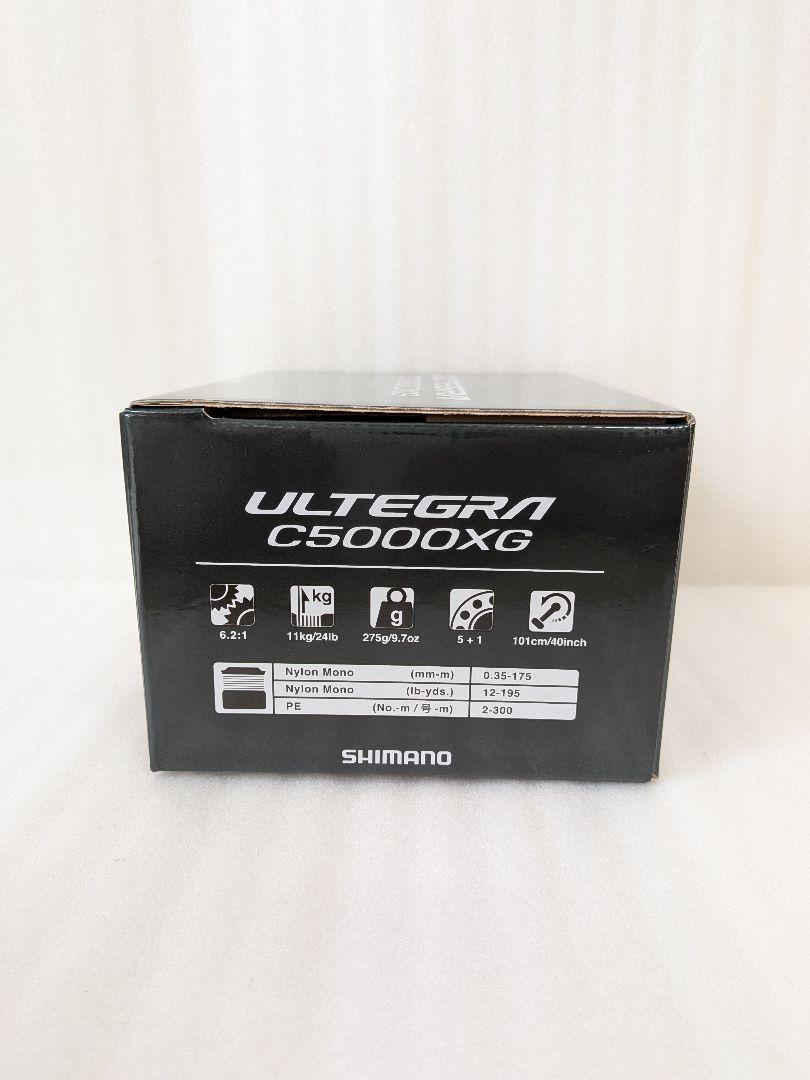 ULTEGRA
C5000XG
kg
g
6.2:1 11kg/24lb 275g/9.7oz 5 + 1 101cm/40inch
Nylon Mono (mm-m) 0.35-175
Nylon Mono (lb-yds.) 12-195
PE (No.-m / 号 -m) 2-300
SHIMANO